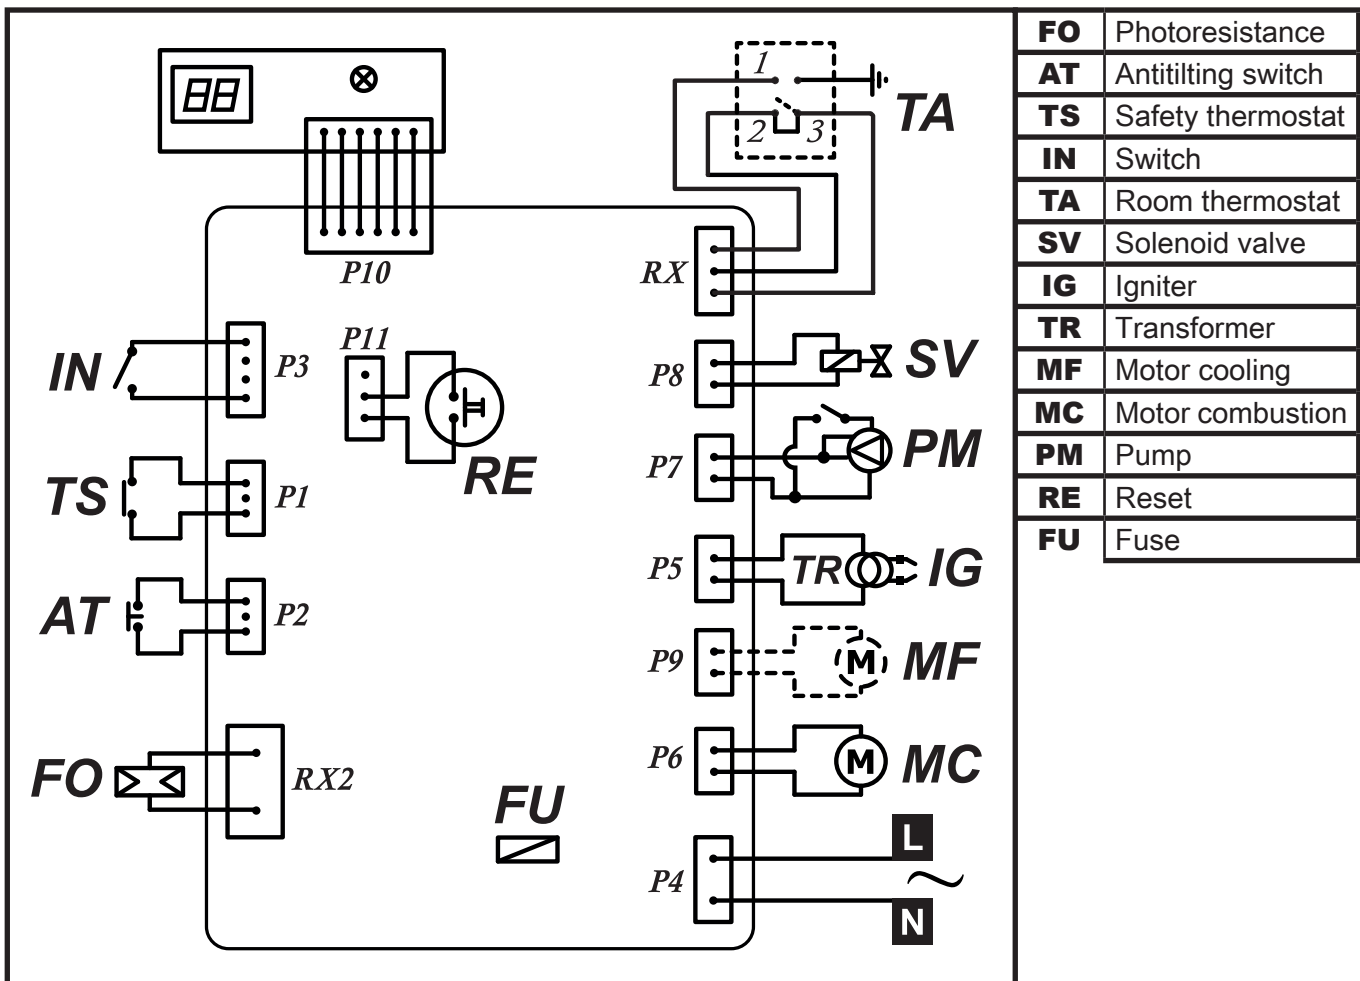 88
1
2 3
TA
P10
RX
IN
P3
P11
RE
P8
SV
P7
PM
TS
P1
P5
TR
IG
AT
P2
P9
M
MF
FO
RX2
P6
M
MC
FU
P4
L
N
FO Photoresistance
AT Antitilting switch
TS Safety thermostat
IN Switch
TA Room thermostat
SV Solenoid valve
IG Igniter
TR Transformer
MF Motor cooling
MC Motor combustion
PM Pump
RE Reset
FU Fuse